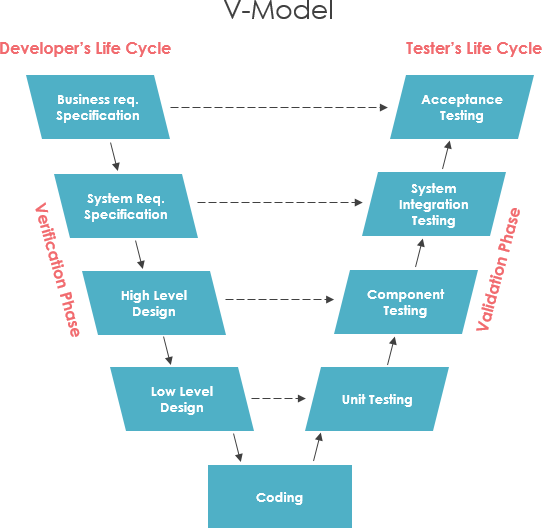 V-Model
Developer's Life Cycle
Tester's Life Cycle
Business req.
Specification
Acceptance
Testing
System Req.
Specification
System
Integration
Testing
Verification Phase
Validation Phase
High Level
Design
Component
Testing
Low Level
Design
Unit Testing
Coding